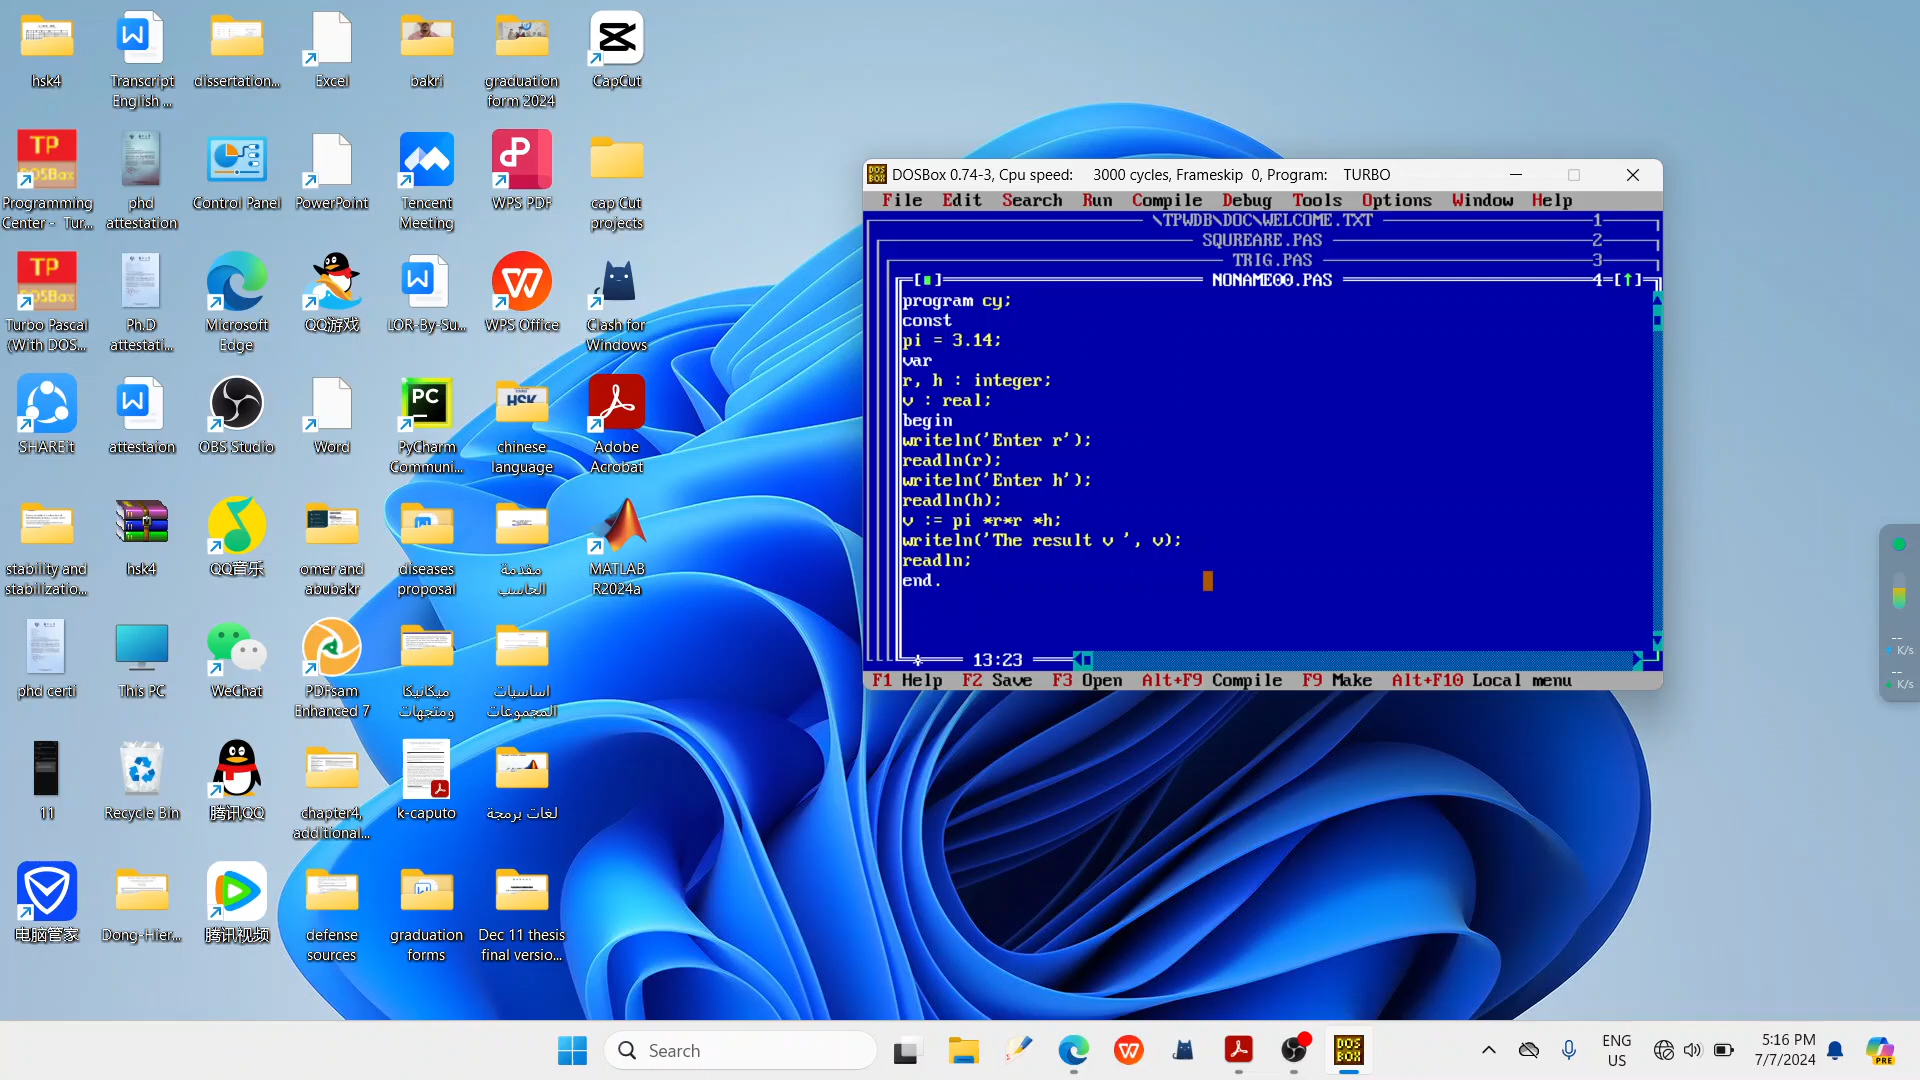 hsk4
Transcript English ...
dissertation...
Excel
bakri
graduation form 2024
CapCut
TP
DOSBox
Programming Center - Tur...
phd attestation
Control Panel
PowerPoint
Tencent Meeting
WPS PDF
cap Cut projects
TP
DOSBox
Turbo Pascal (With DOS...
Ph.D attestati...
Microsoft Edge
QQ游戏
LOR-By-Su...
WPS Office
Clash for Windows
SHAREit
attestaion
OBS Studio
Word
PC
PyCharm Communi...
HSK
chinese language
Adobe Acrobat
stability and stabilizatio...
hsk4
QQ音乐
omer and abubakr
diseases proposal
مقدمة الحاسب
MATLAB R2024a
phd certi
This PC
WeChat
PDFsam Enhanced 7
ميكانيكا ومتجهات
اساسيات المجموعات
11
Recycle Bin
腾讯QQ
chapter4, additional...
k-caputo
لغات برمجة
电脑管家
Dong-Hier...
腾讯视频
defense sources
graduation forms
Dec 11 thesis final versio...
DOSBox 0.74-3, Cpu speed: 3000 cycles, Frameskip 0, Program: TURBO
File Edit Search Run Compile Debug Tools Options Window Help
\TPWDB\DOC\WELCOME.TXT 1
SQUREARE.PAS 2
TRIG.PAS 3
NONAME00.PAS 4
program cy;
const
pi = 3.14;
var
r, h : integer;
v : real;
begin
writeln('Enter r');
readln(r);
writeln('Enter h');
readln(h);
v := pi *r*r *h;
writeln('The result v ', v);
readln;
end.
13:23
F1 Help F2 Save F3 Open Alt+F9 Compile F9 Make Alt+F10 Local menu
--
K/s
--
K/s
Search
DOS BOX
ENG
US
5:16 PM
7/7/2024
PRE